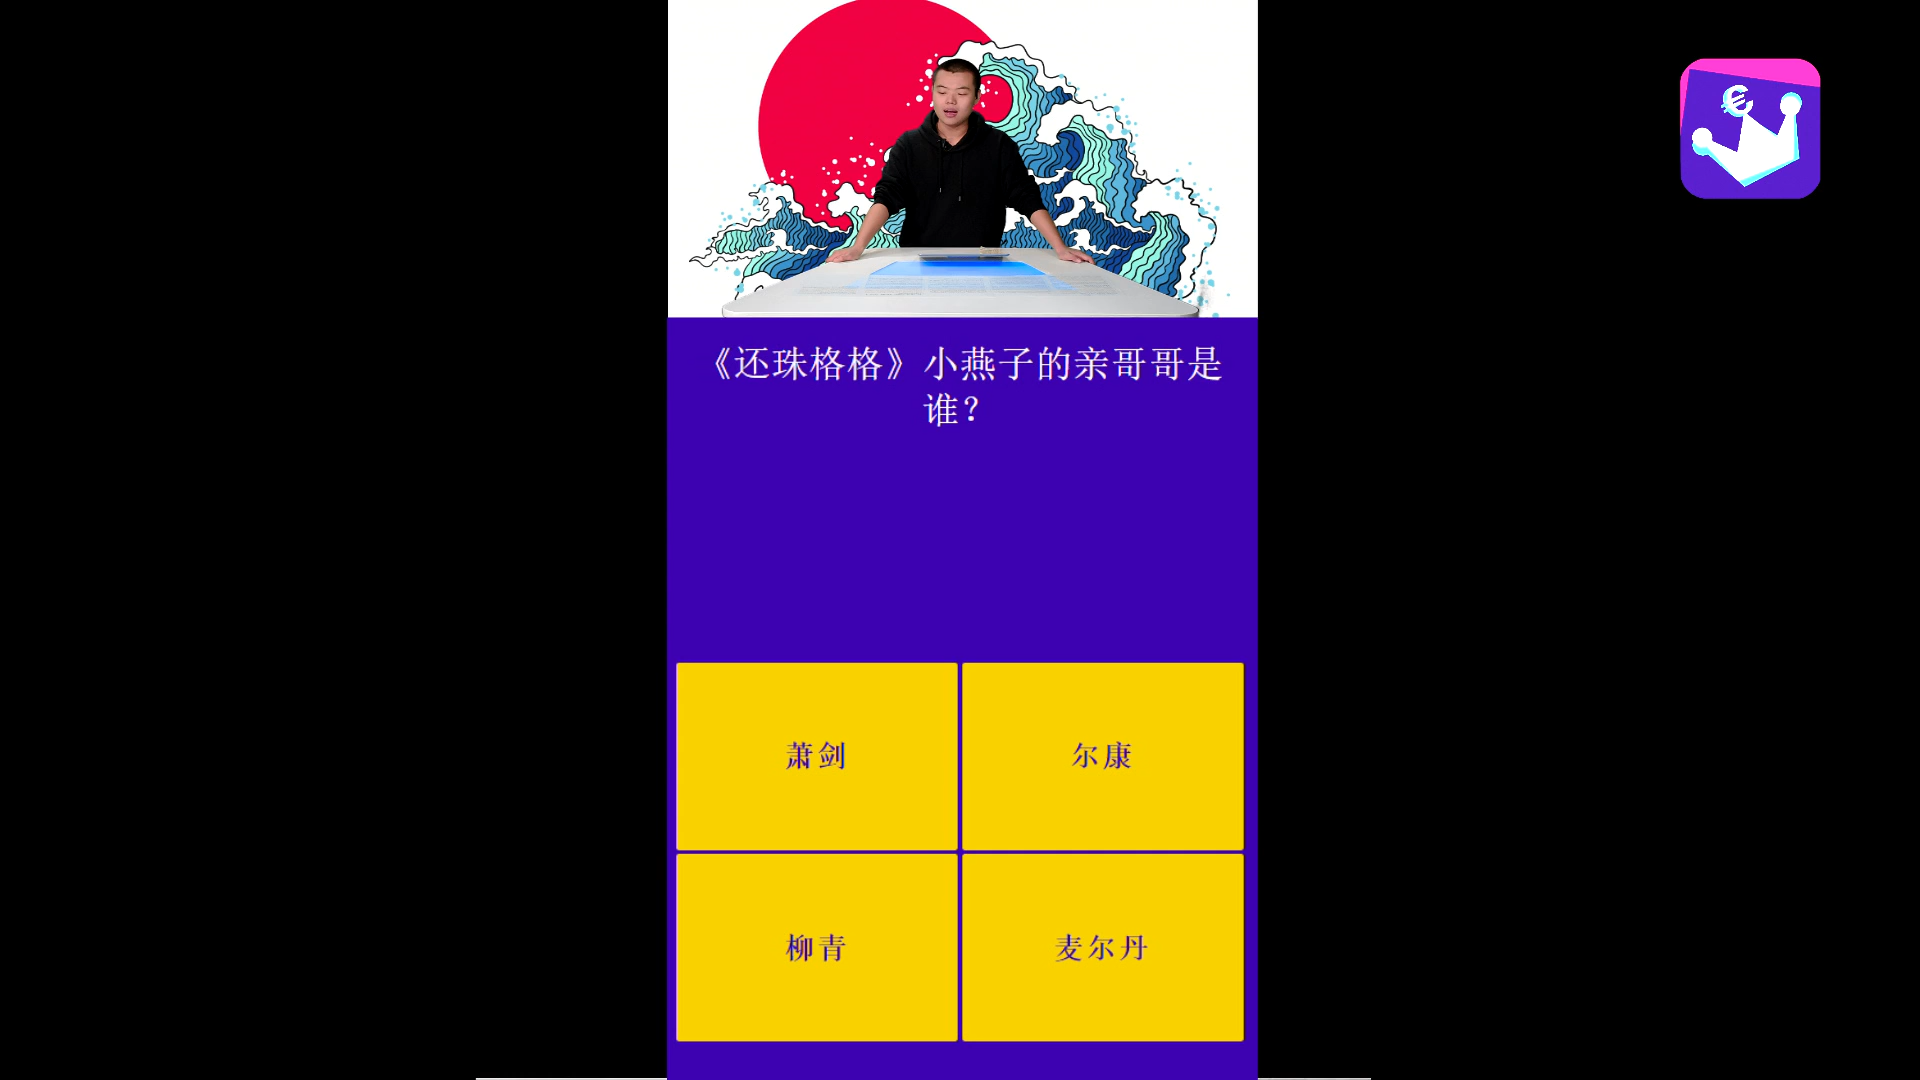 《还珠格格》小燕子的亲哥哥是
谁？
萧剑
尔康
柳青
麦尔丹